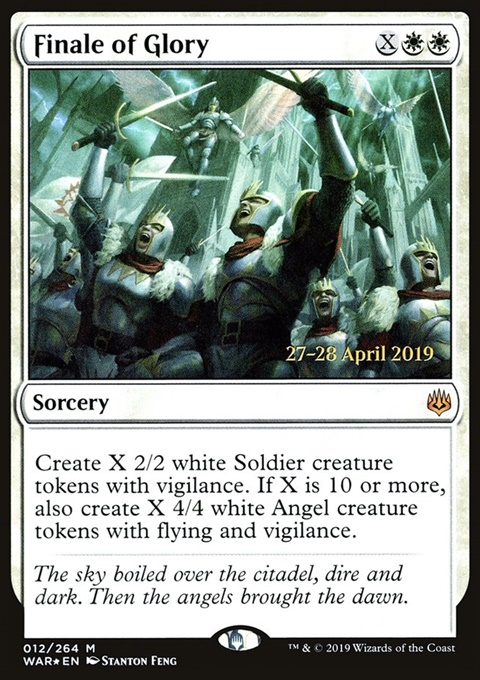 Finale of Glory X
27–28 April 2019
Sorcery
Create X 2/2 white Soldier creature
tokens with vigilance. If X is 10 or more,
also create X 4/4 white Angel creature
tokens with flying and vigilance.
The sky boiled over the citadel, dire and
dark. Then the angels brought the dawn.
012/264 M
WAR★EN Stanton Feng
™ & © 2019 Wizards of the Coast